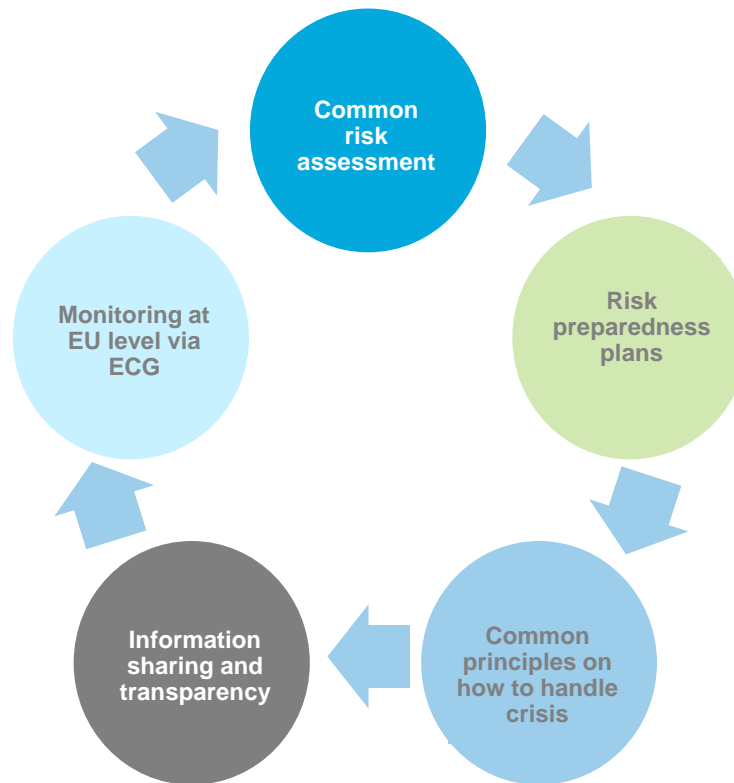 Common
risk
assessment
Risk
preparedness
plans
Common
principles on
how to handle
crisis
Information
sharing and
transparency
Monitoring at
EU level via
ECG